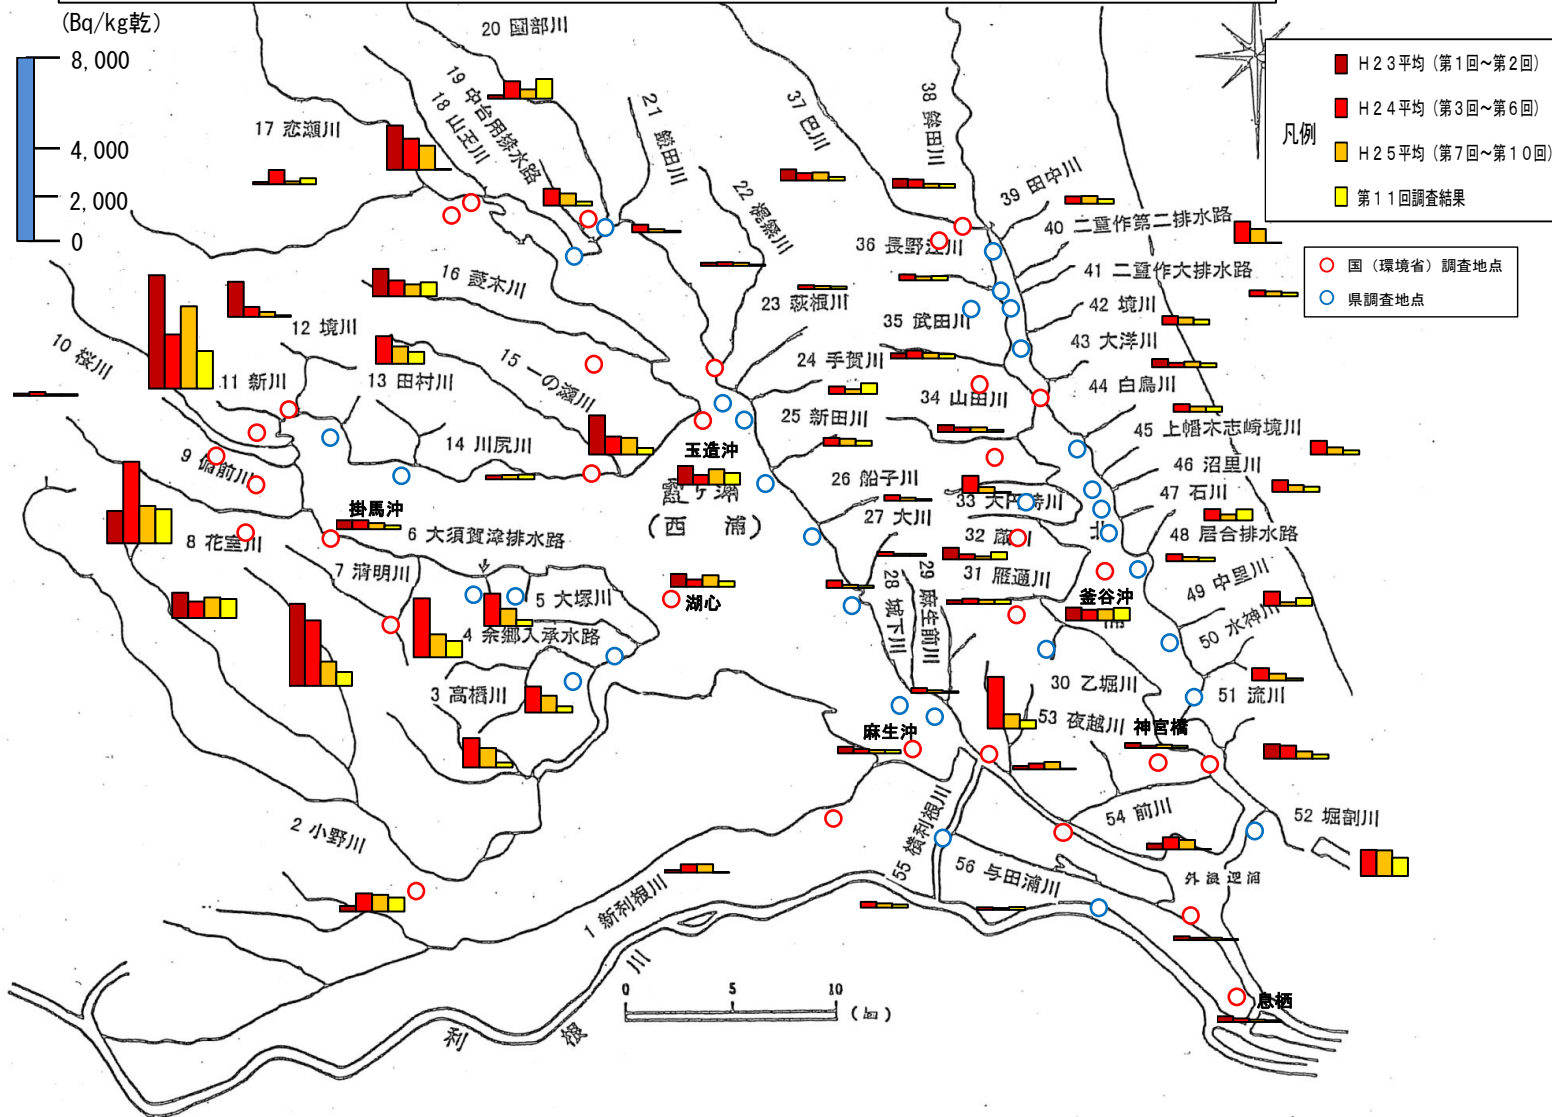 (Bq/kg乾)
8,000
4,000
2,000
0
凡例
H23平均（第1回～第2回）
H24平均（第3回～第6回）
H25平均（第7回～第10回）
第11回調査結果
国（環境省）調査地点
県調査地点
20 園部川
19 中台用排水路
18 山王川
17 恋瀬川
21 鎌田川
22 梶無川
37 巴川
38 鉾田川
39 田中川
40 二重作第二排水路
41 二重作大排水路
36 長野江川
16 菱木川
23 萩根川
35 武田川
42 境川
43 大洋川
12 境川
10 桜川
11 新川
13 田村川
15 一の瀬川
24 手賀川
44 白鳥川
34 山田川
25 新田川
45 上幡木志崎境川
14 川尻川
玉造沖
霞ヶ浦
(西 浦)
9 備前川
26 船子川
46 沼里川
33 大円寺川
47 石川
掛馬沖
27 大川
32 蔵川
北
48 居合排水路
8 花室川
6 大須賀津排水路
7 清明川
31 雁通川
49 中里川
5 大塚川
湖心
28 城下川
29 麻生前川
釜谷沖
浦
50 水神川
4 余郷入承水路
3 高橋川
30 乙堀川
51 流川
53 夜越川
神宮橋
麻生沖
2 小野川
54 前川
52 堀割川
55 横利根川
56 与田浦川
外浪逆浦
1 新利根川
利根川
0 5 10 (㎞)
息栖